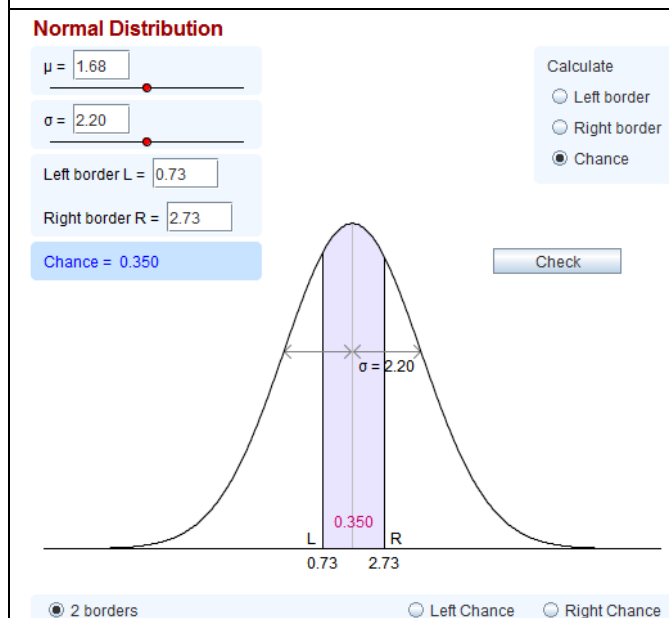 Normal Distribution
μ = 1.68
σ = 2.20
Left border L = 0.73
Right border R = 2.73
Chance = 0.350
Calculate
Left border
Right border
Chance
Check
σ = 2.20
0.350
L R
0.73 2.73
2 borders Left Chance Right Chance